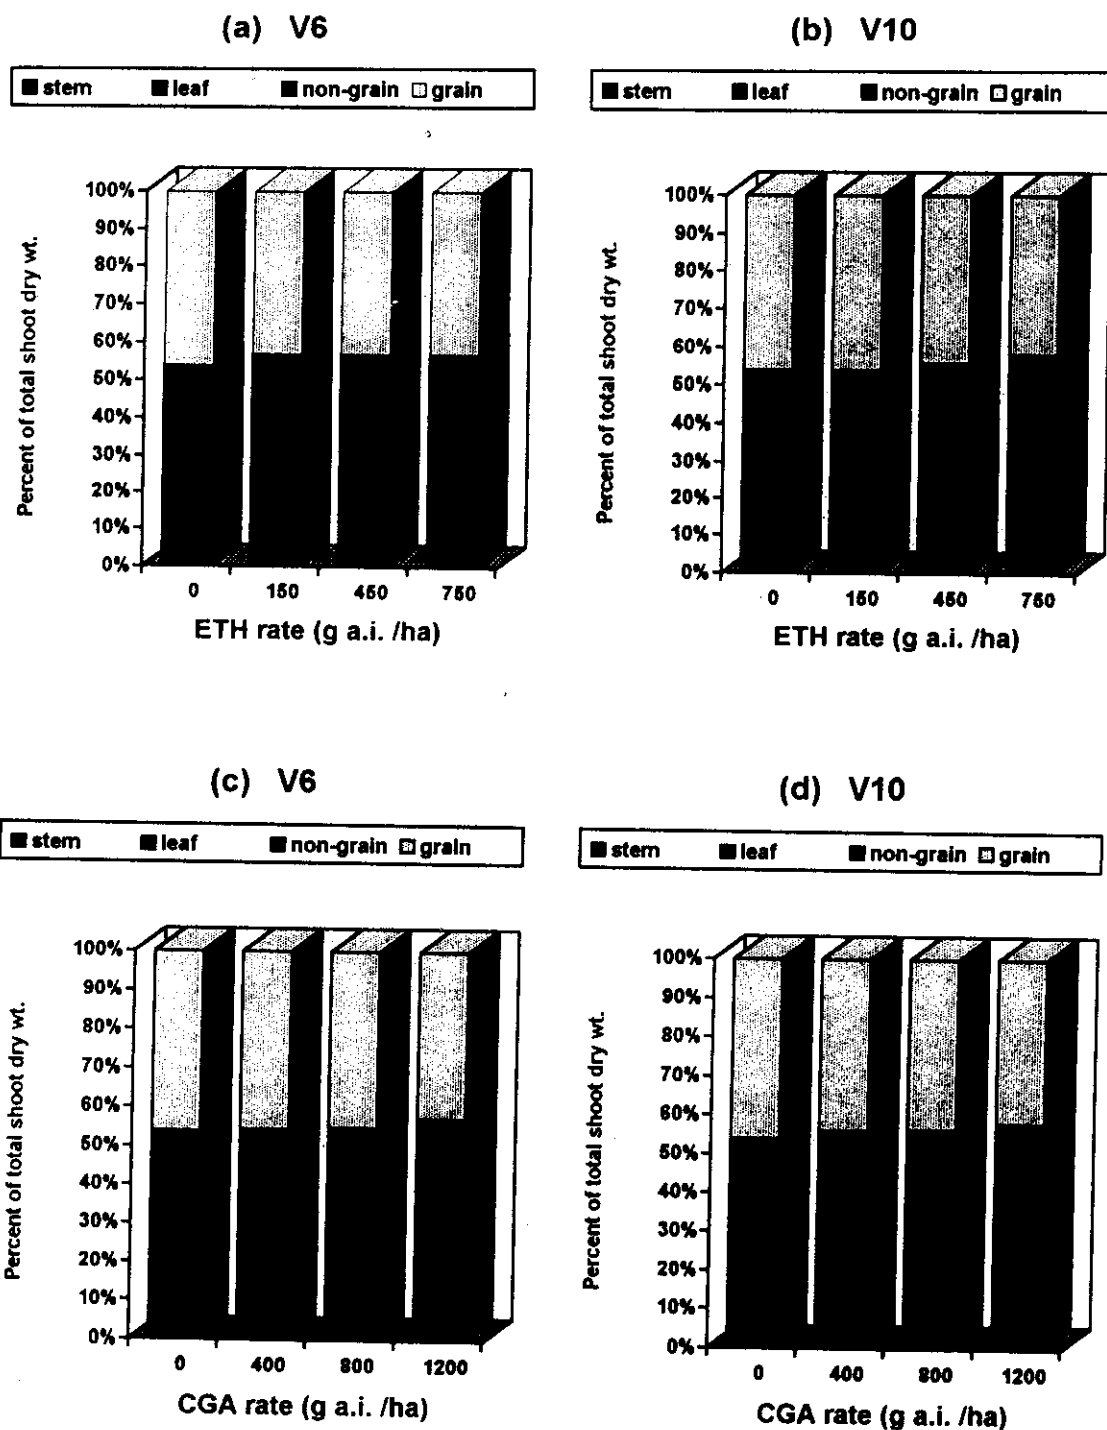 (a) V6
stem leaf non-grain grain
Percent of total shoot dry wt.
100%
90%
80%
70%
60%
50%
40%
30%
20%
10%
0%
0 150 450 750
ETH rate (g a.i. /ha)
(b) V10
stem leaf non-grain grain
Percent of total shoot dry wt.
100%
90%
80%
70%
60%
50%
40%
30%
20%
10%
0%
0 150 450 750
ETH rate (g a.i. /ha)
(c) V6
stem leaf non-grain grain
Percent of total shoot dry wt.
100%
90%
80%
70%
60%
50%
40%
30%
20%
10%
0%
0 400 800 1200
CGA rate (g a.i. /ha)
(d) V10
stem leaf non-grain grain
Percent of total shoot dry wt.
100%
90%
80%
70%
60%
50%
40%
30%
20%
10%
0%
0 400 800 1200
CGA rate (g a.i. /ha)